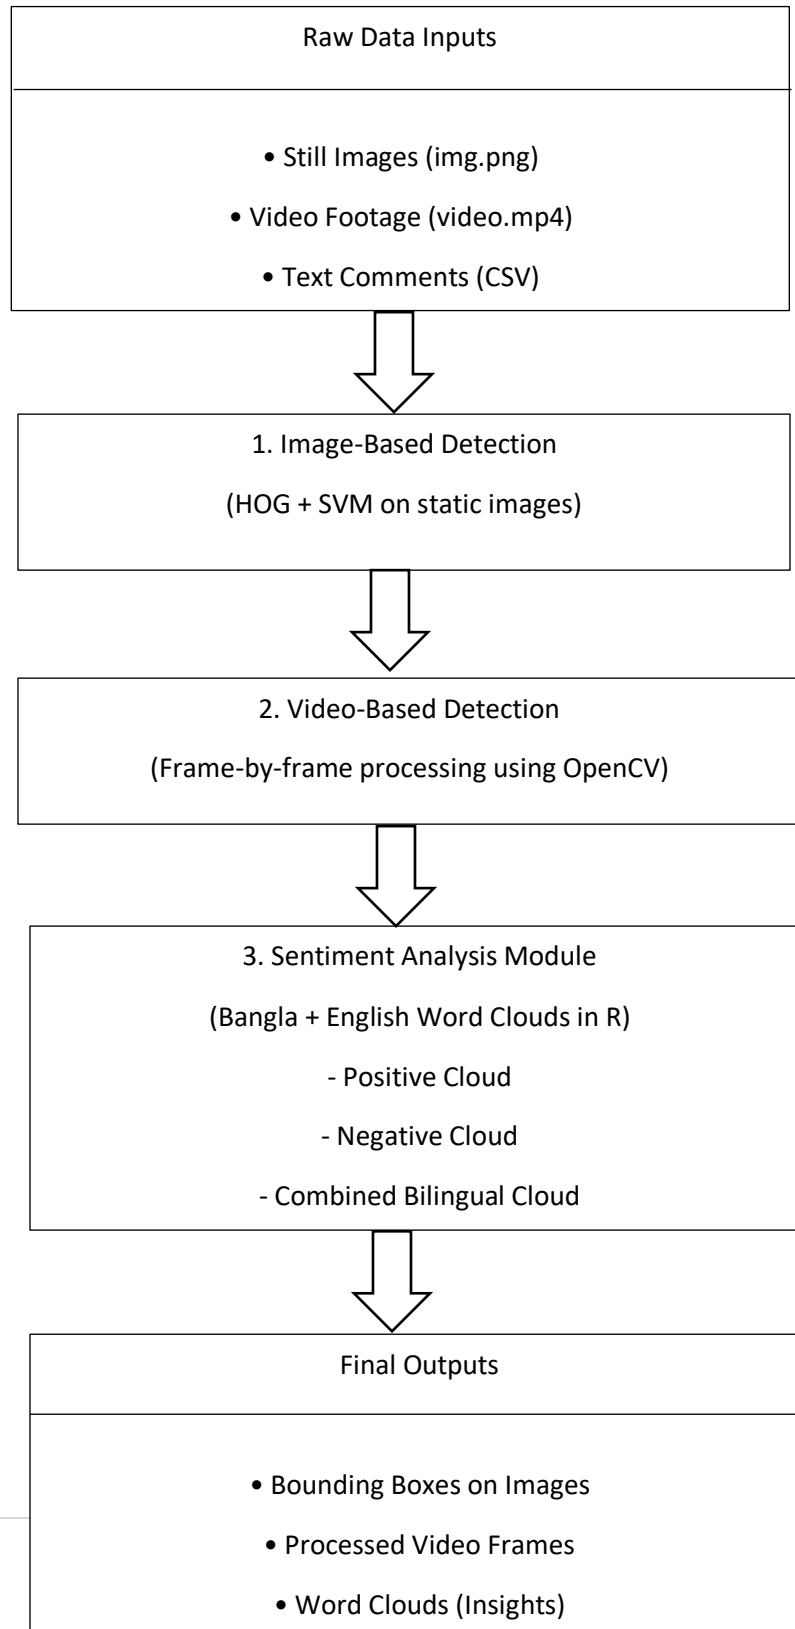 Raw Data Inputs
• Still Images (img.png)
• Video Footage (video.mp4)
• Text Comments (CSV)
1. Image-Based Detection
(HOG + SVM on static images)
2. Video-Based Detection
(Frame-by-frame processing using OpenCV)
3. Sentiment Analysis Module
(Bangla + English Word Clouds in R)
- Positive Cloud
- Negative Cloud
- Combined Bilingual Cloud
Final Outputs
• Bounding Boxes on Images
• Processed Video Frames
• Word Clouds (Insights)